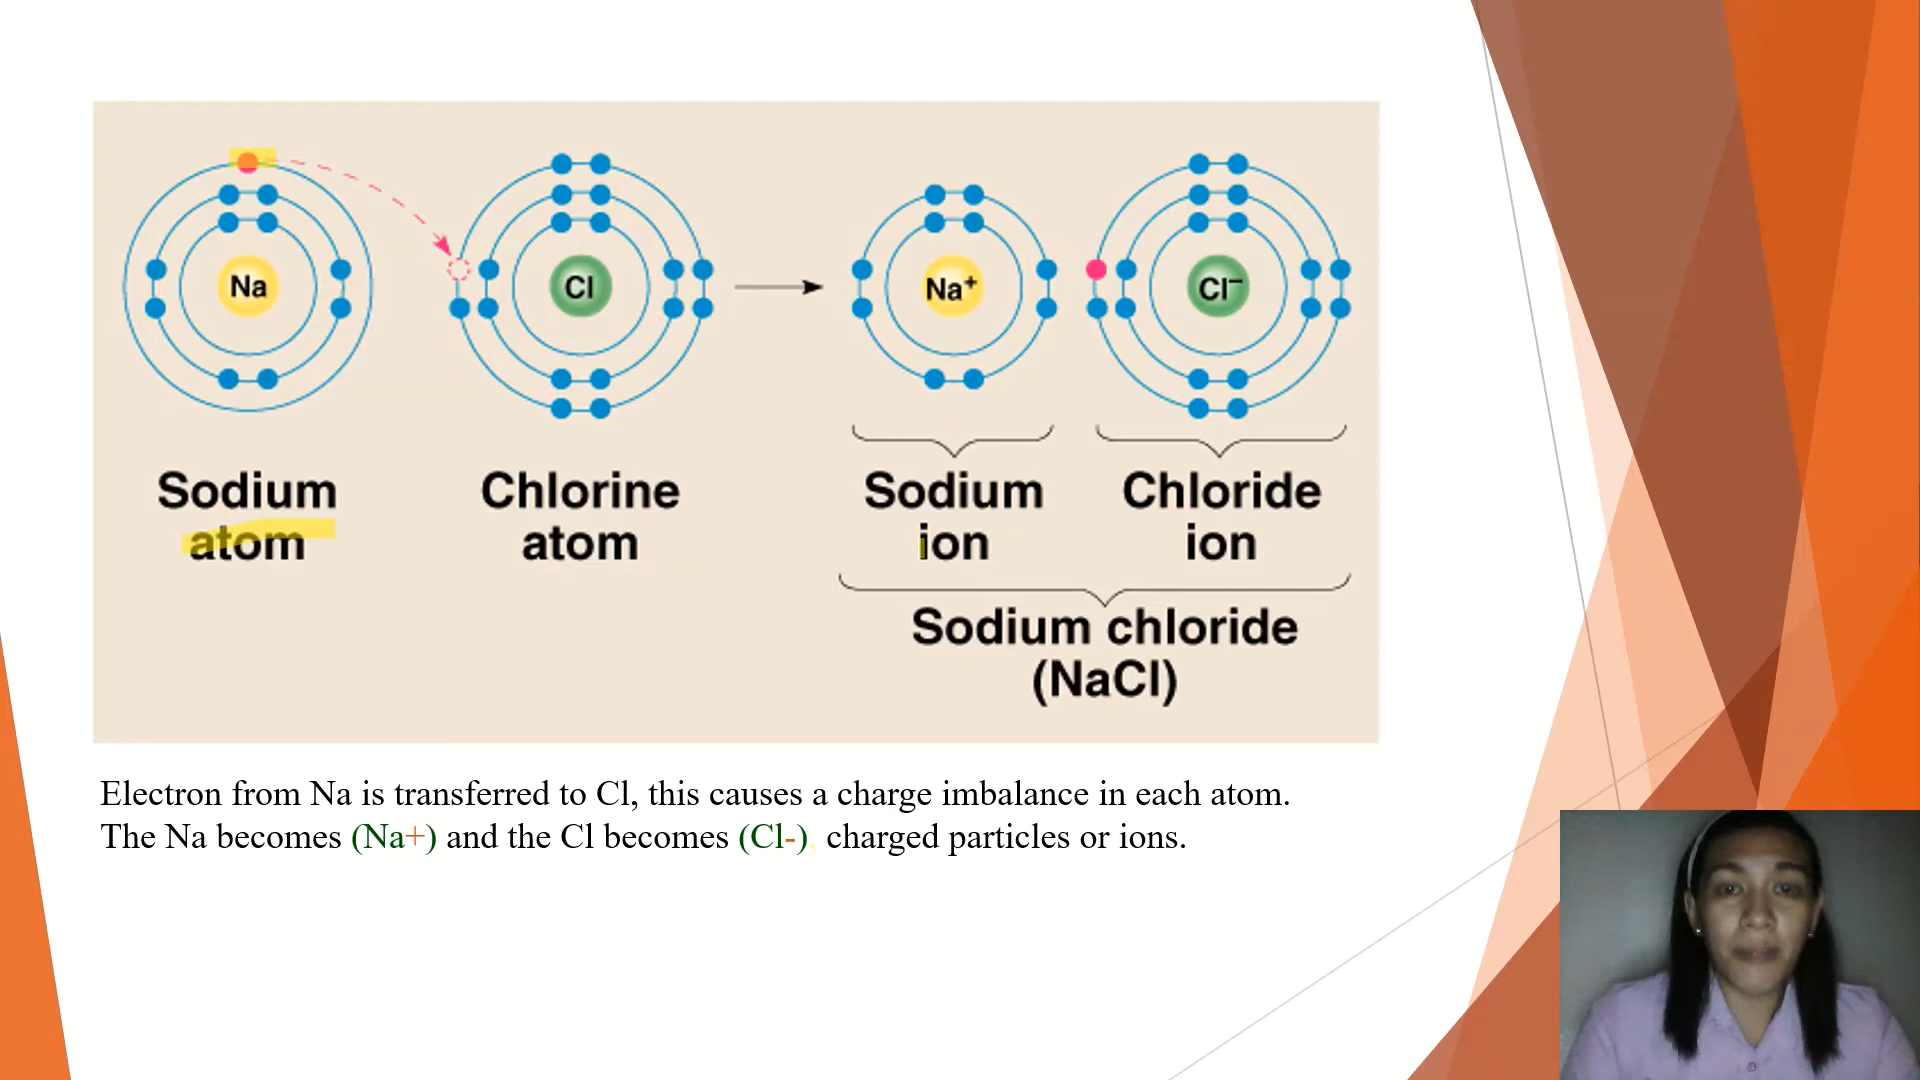 Na
Cl
Na⁺
Cl⁻
Sodium
atom
Chlorine
atom
Sodium
ion
Chloride
ion
Sodium chloride
(NaCl)
Electron from Na is transferred to Cl, this causes a charge imbalance in each atom.
The Na becomes (Na+) and the Cl becomes (Cl-), charged particles or ions.